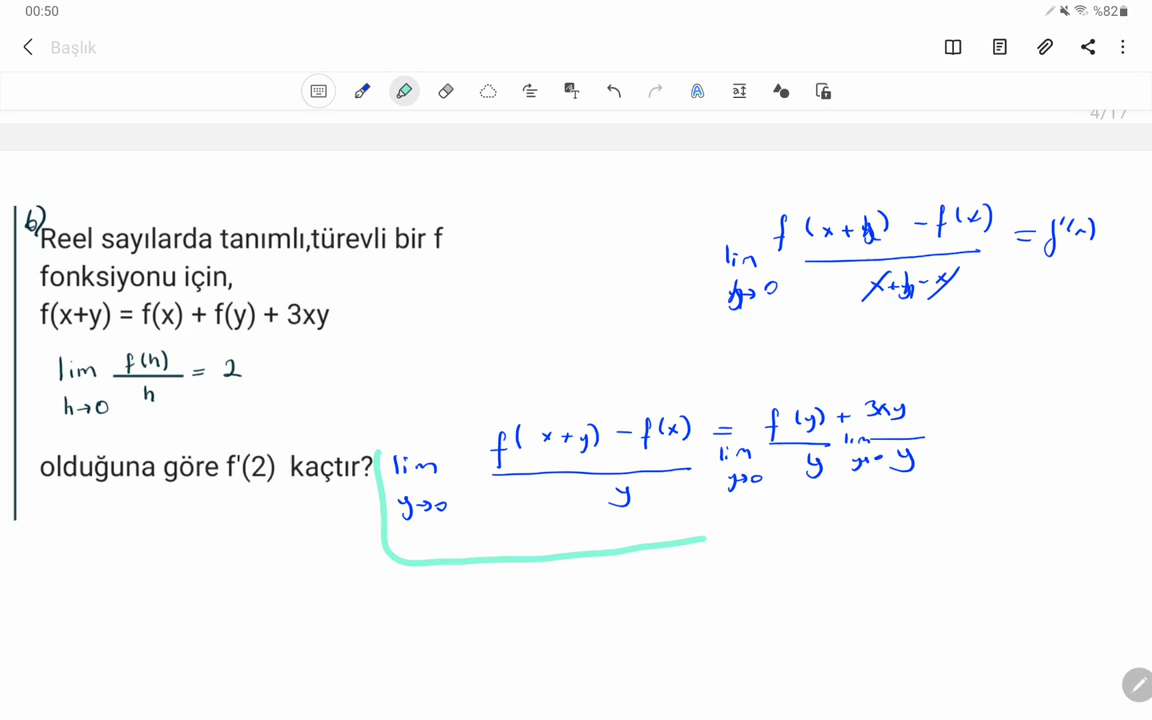 00:50
%82
Başlık
4/17
b)
Reel sayılarda tanımlı,türevli bir f
fonksiyonu için,
f(x+y) = f(x) + f(y) + 3xy
lim h→0 f(h)/h = 2
olduğuna göre f'(2) kaçtır?
lim y→0 f(x+y) - f(x) / x+y-x = f'(x)
lim y→0 f(x+y) - f(x) / y = lim y→0 f(y)/y + lim y→0 3xy/y